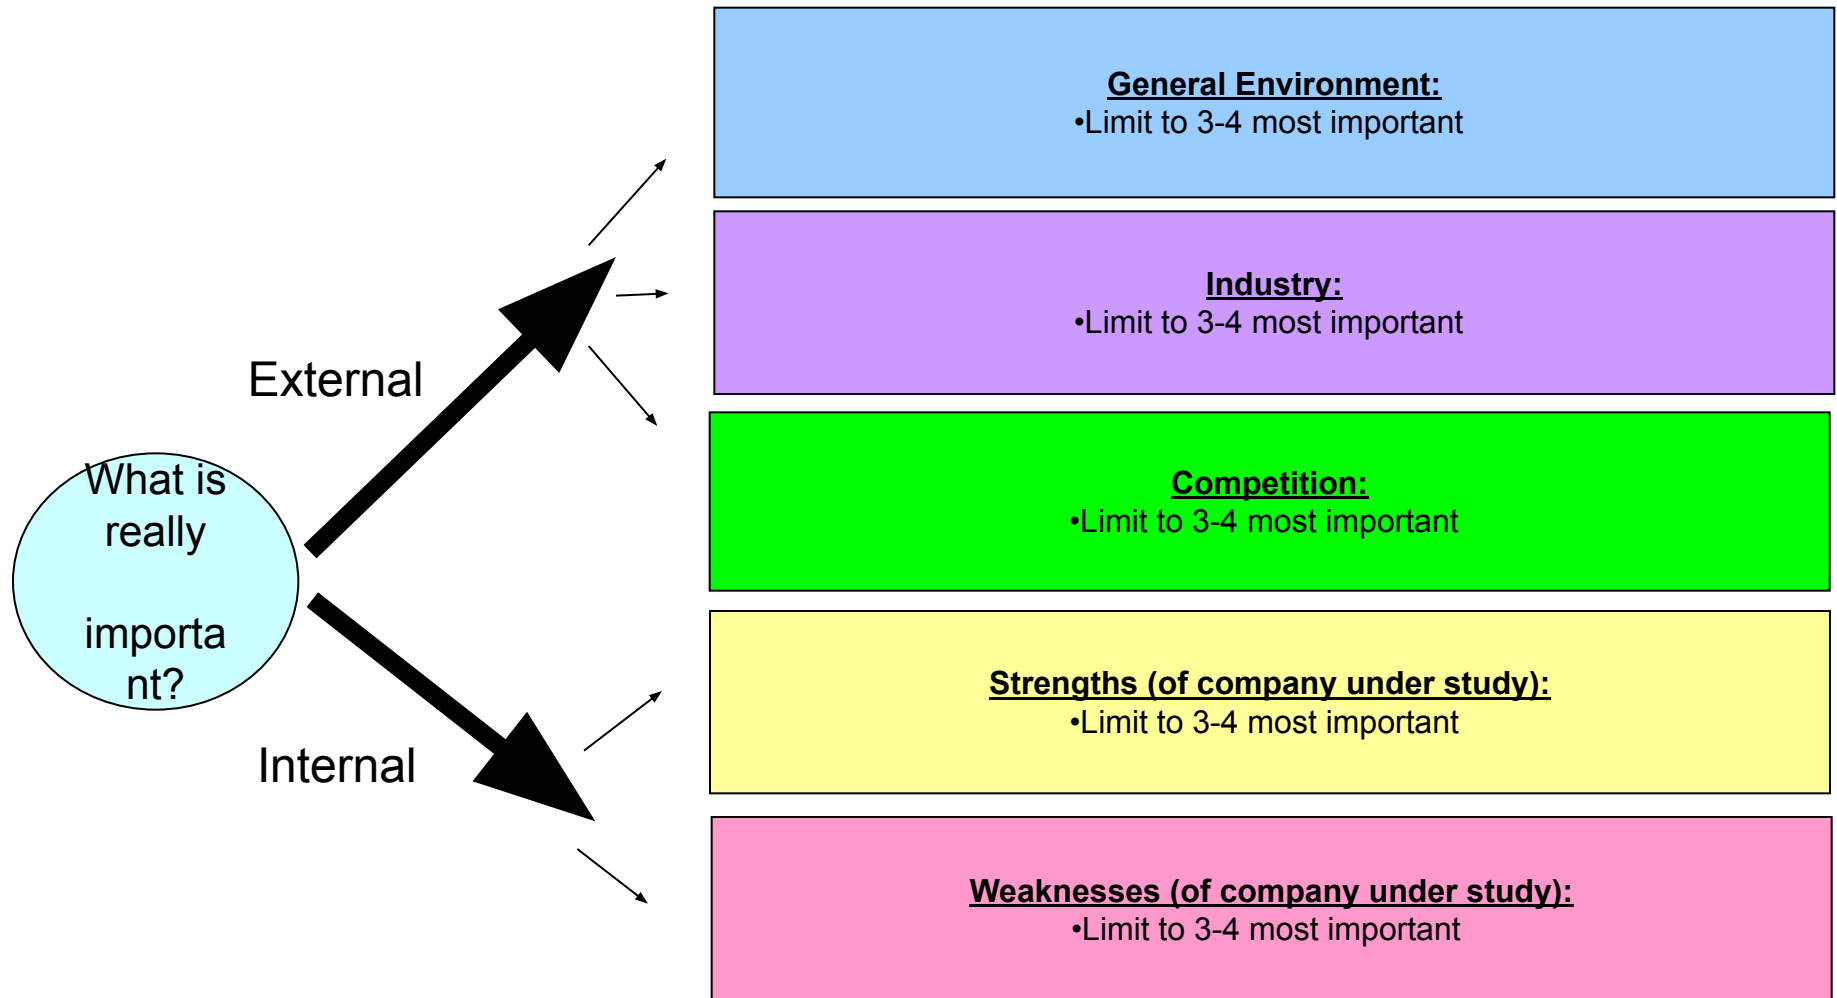 General Environment:
•Limit to 3-4 most important
Industry:
•Limit to 3-4 most important
External
Competition:
•Limit to 3-4 most important
What is
really
importa
nt?
Strengths (of company under study):
•Limit to 3-4 most important
Internal
Weaknesses (of company under study):
•Limit to 3-4 most important